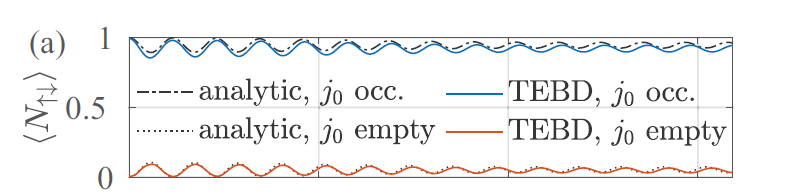 (a)
⟨N↑↓⟩
1
0.5
0
analytic, j₀ occ.
TEBD, j₀ occ.
analytic, j₀ empty
TEBD, j₀ empty